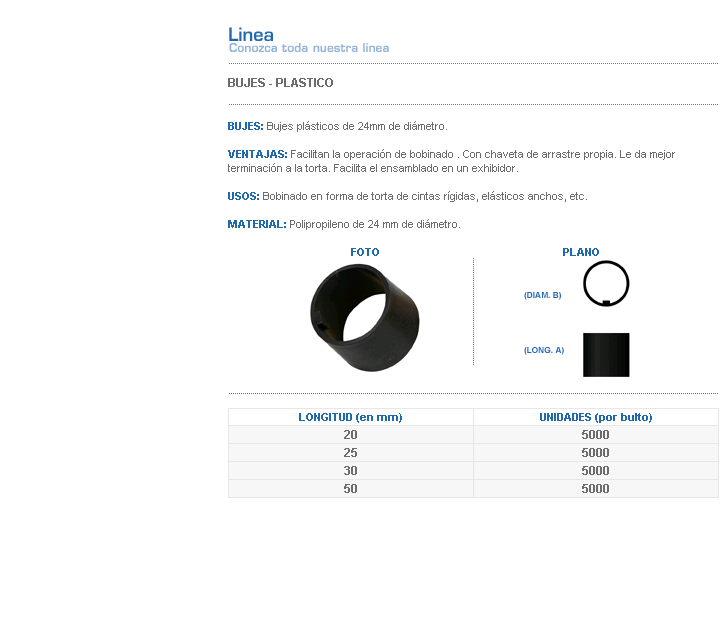 Linea
Conozca toda nuestra linea
BUJES - PLASTICO
BUJES: Bujes plásticos de 24mm de diámetro.
VENTAJAS: Facilitan la operación de bobinado . Con chaveta de arrastre propia. Le da mejor
terminación a la torta. Facilita el ensamblado en un exhibidor.
USOS: Bobinado en forma de torta de cintas rígidas, elásticos anchos, etc.
MATERIAL: Polipropileno de 24 mm de diámetro.
FOTO PLANO
(DIAM. B)
(LONG. A)
LONGITUD (en mm) UNIDADES (por bulto)
20 5000
25 5000
30 5000
50 5000